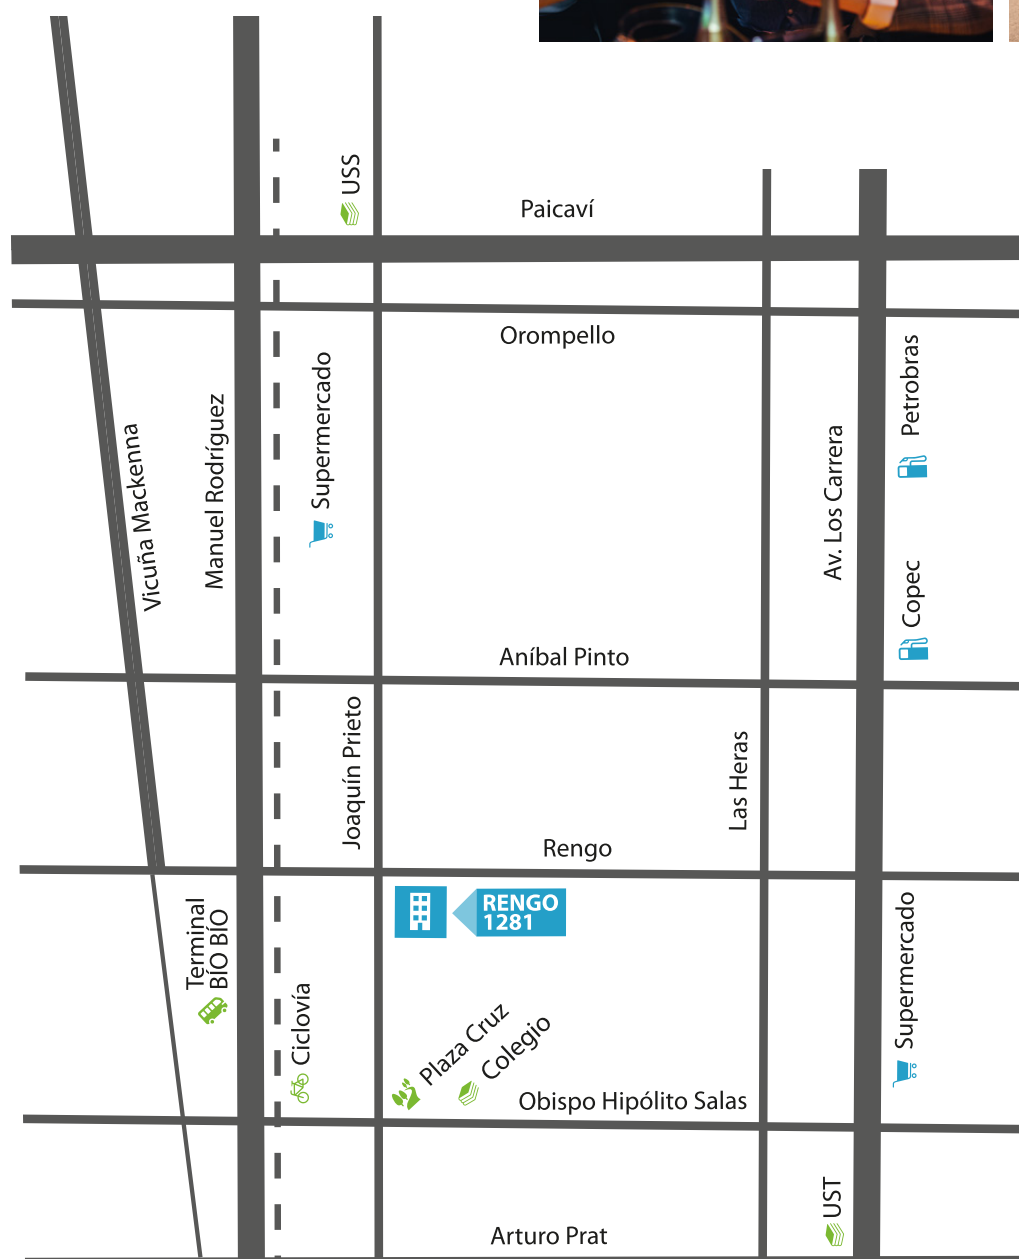 USS
Paicaví
Orompello
Supermercado
Petrobras
Vicuña Mackenna
Manuel Rodríguez
Av. Los Carrera
Copec
Aníbal Pinto
Joaquín Prieto
Las Heras
Rengo
RENGO
1281
Terminal
BÍO BÍO
Ciclovía
Plaza Cruz
Colegio
Supermercado
Obispo Hipólito Salas
UST
Arturo Prat